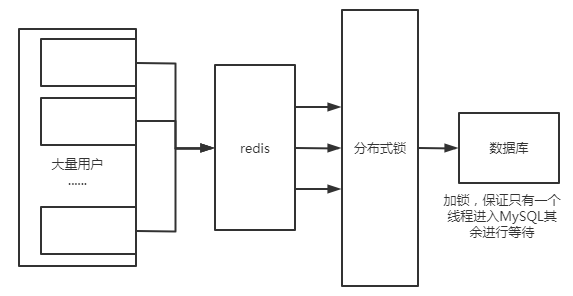 大量用户
......
redis
分布式锁
数据库
加锁，保证只有一个
线程进入MySQL其
余进行等待